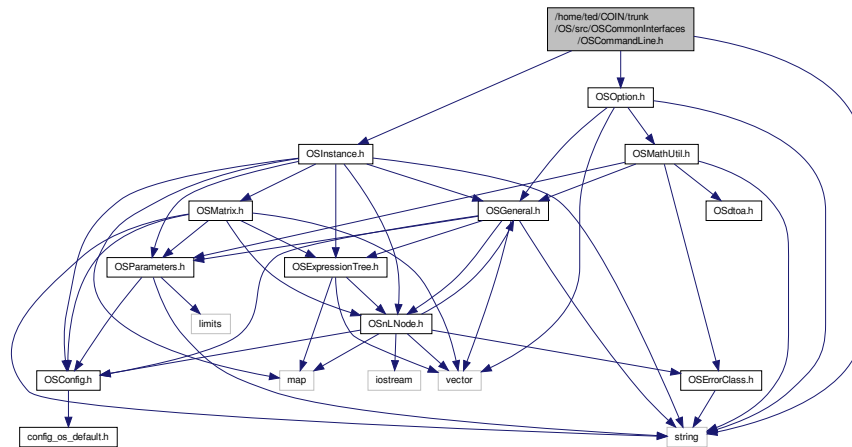 /home/ted/COIN/trunk
/OS/src/OSCommonInterfaces
/OSCommandLine.h
OSOption.h
OSInstance.h
OSMathUtil.h
OSMatrix.h
OSGeneral.h
OSdtoa.h
OSParameters.h
OSExpressionTree.h
limits
OSnLNode.h
OSConfig.h
map
iostream
vector
OSErrorClass.h
config_os_default.h
string